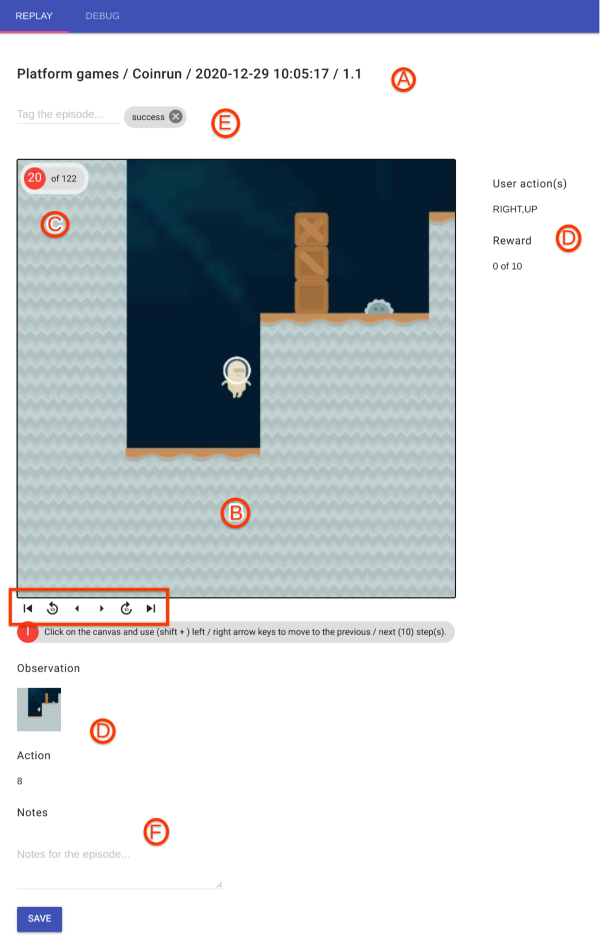 REPLAY DEBUG
Platform games / Coinrun / 2020-12-29 10:05:17 / 1.1
A
Tag the episode... success
E
20 of 122
User action(s)
RIGHT,UP
C
D
Reward
0 of 10
B
Click on the canvas and use (shift + ) left / right arrow keys to move to the previous / next (10) step(s).
Observation
D
Action
8
Notes
F
Notes for the episode...
SAVE